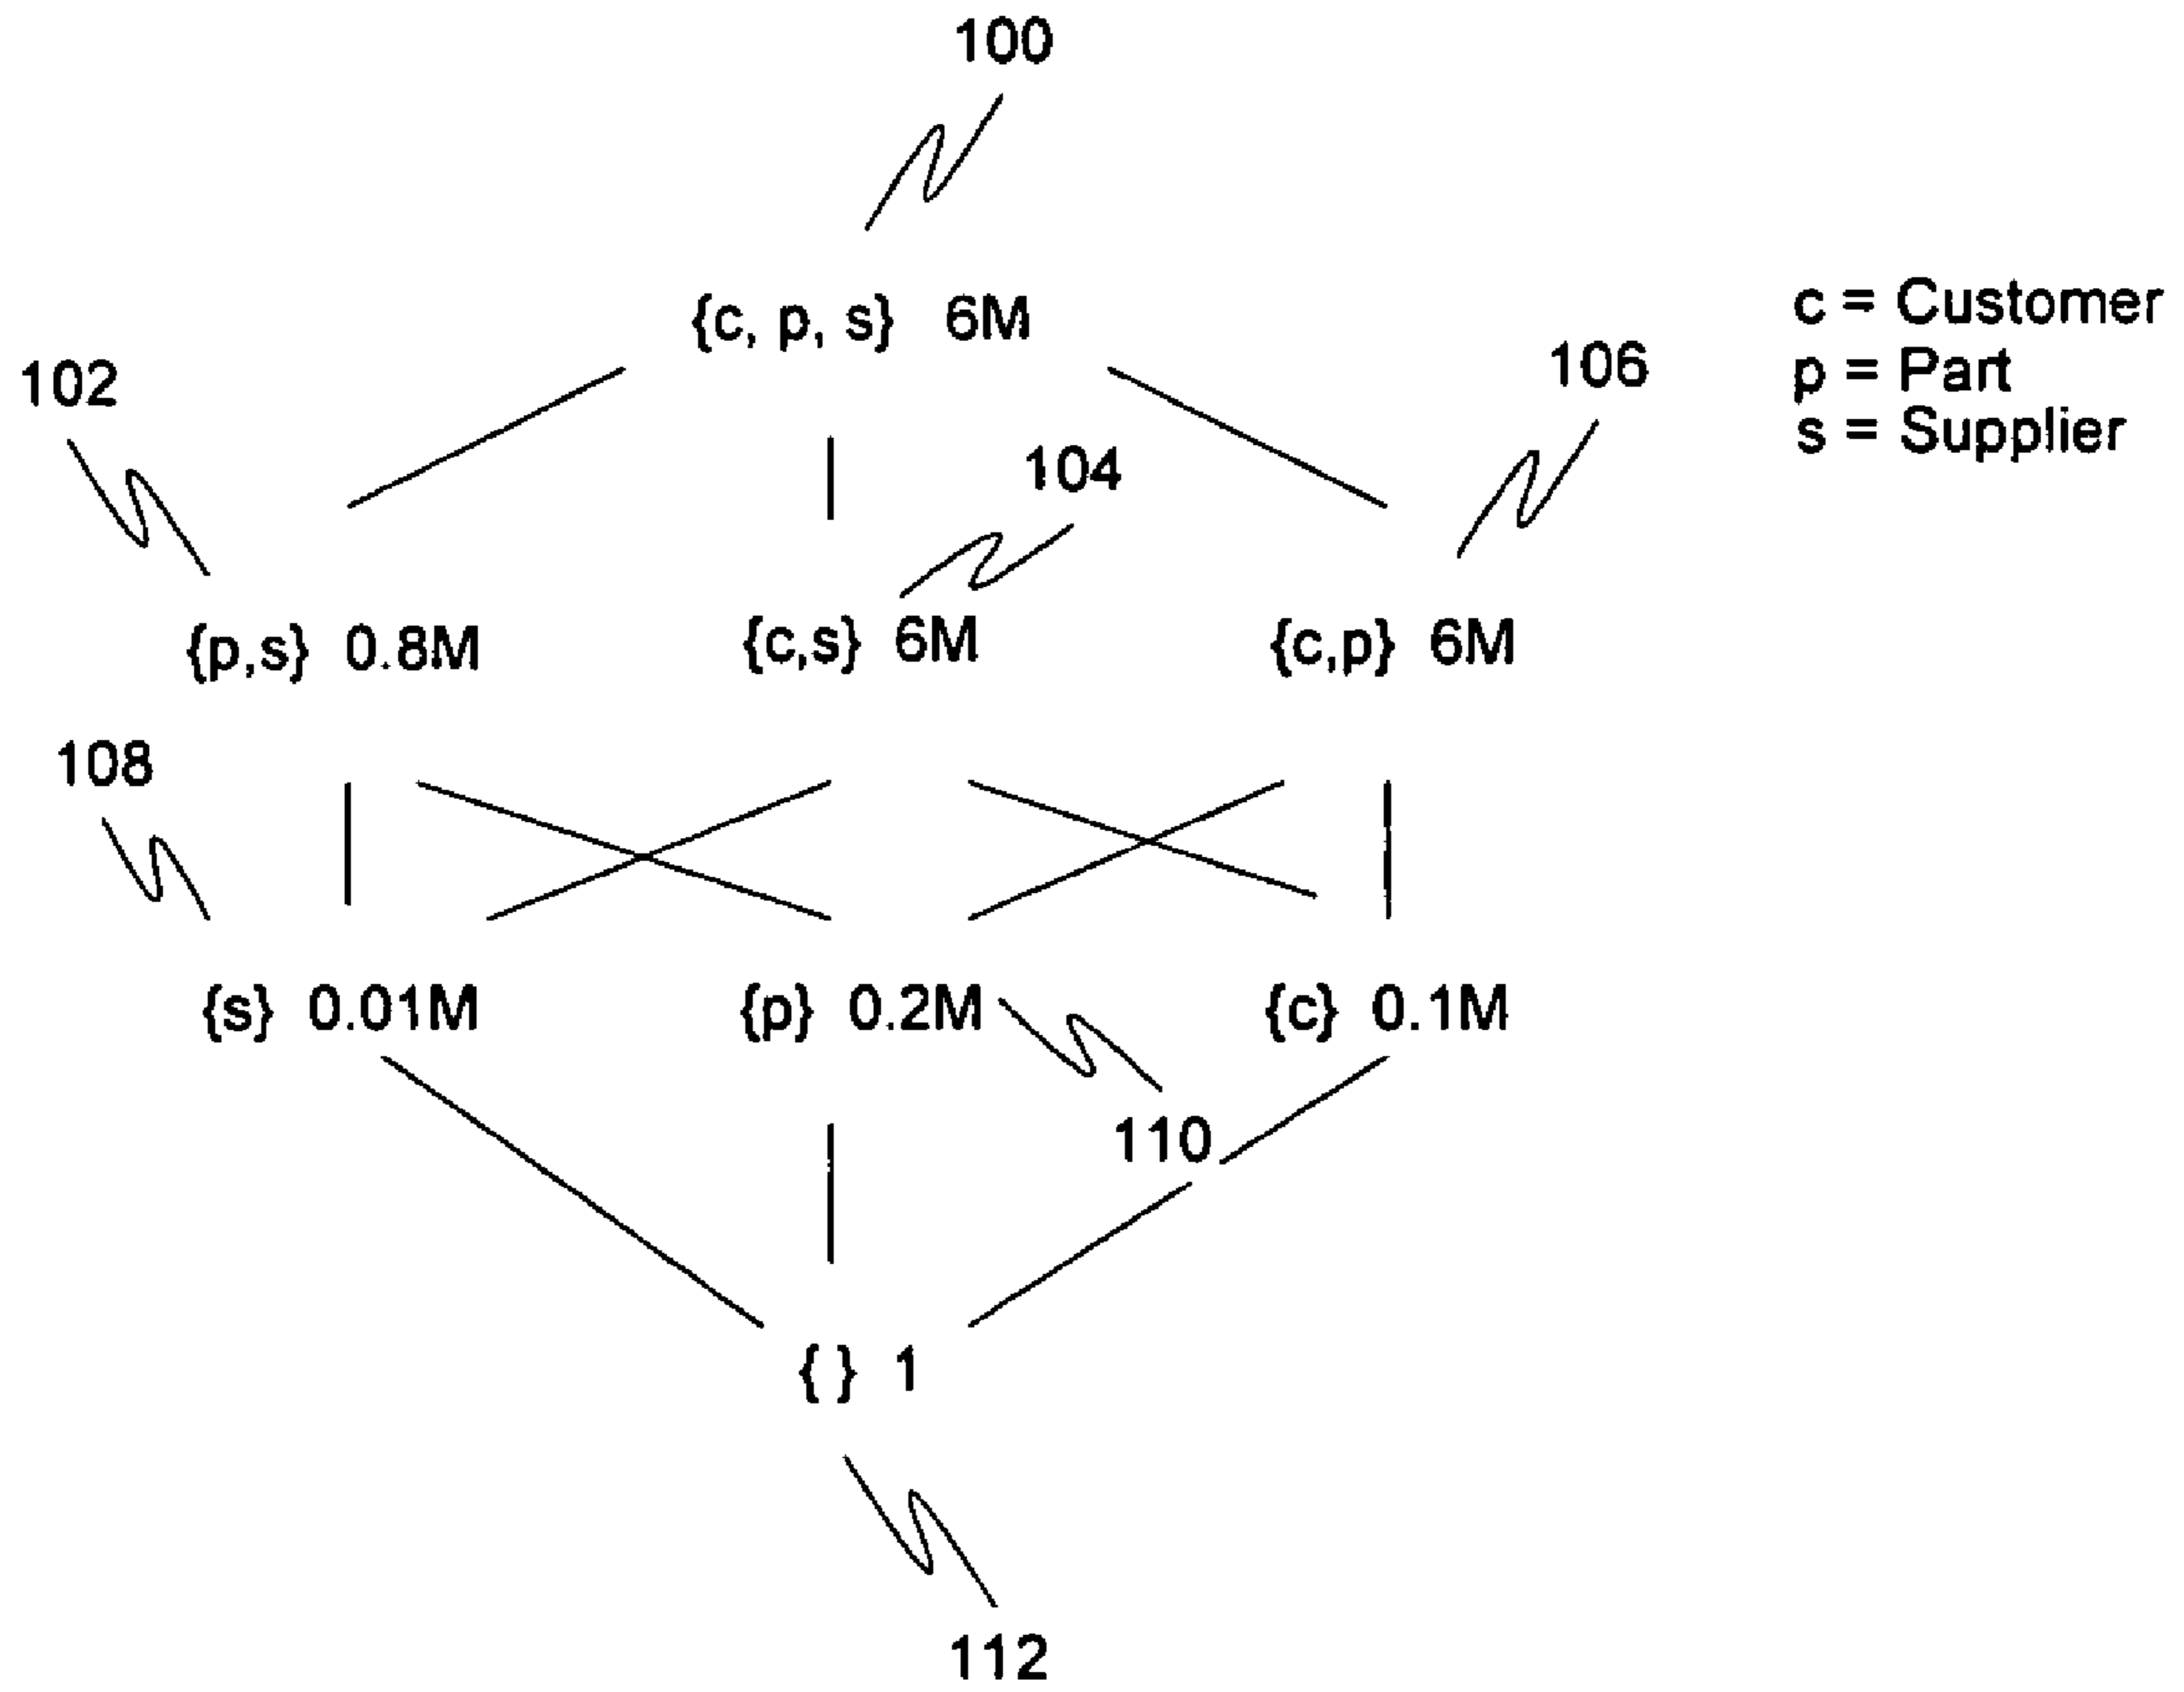 100
{c, p, s} 6M
c = Customer
p = Part
s = Supplier
102
106
104
{p,s} 0.8M
{c,s} 6M
{c,p} 6M
108
{s} 0.01M
{p} 0.2M
{c} 0.1M
110
{ } 1
112